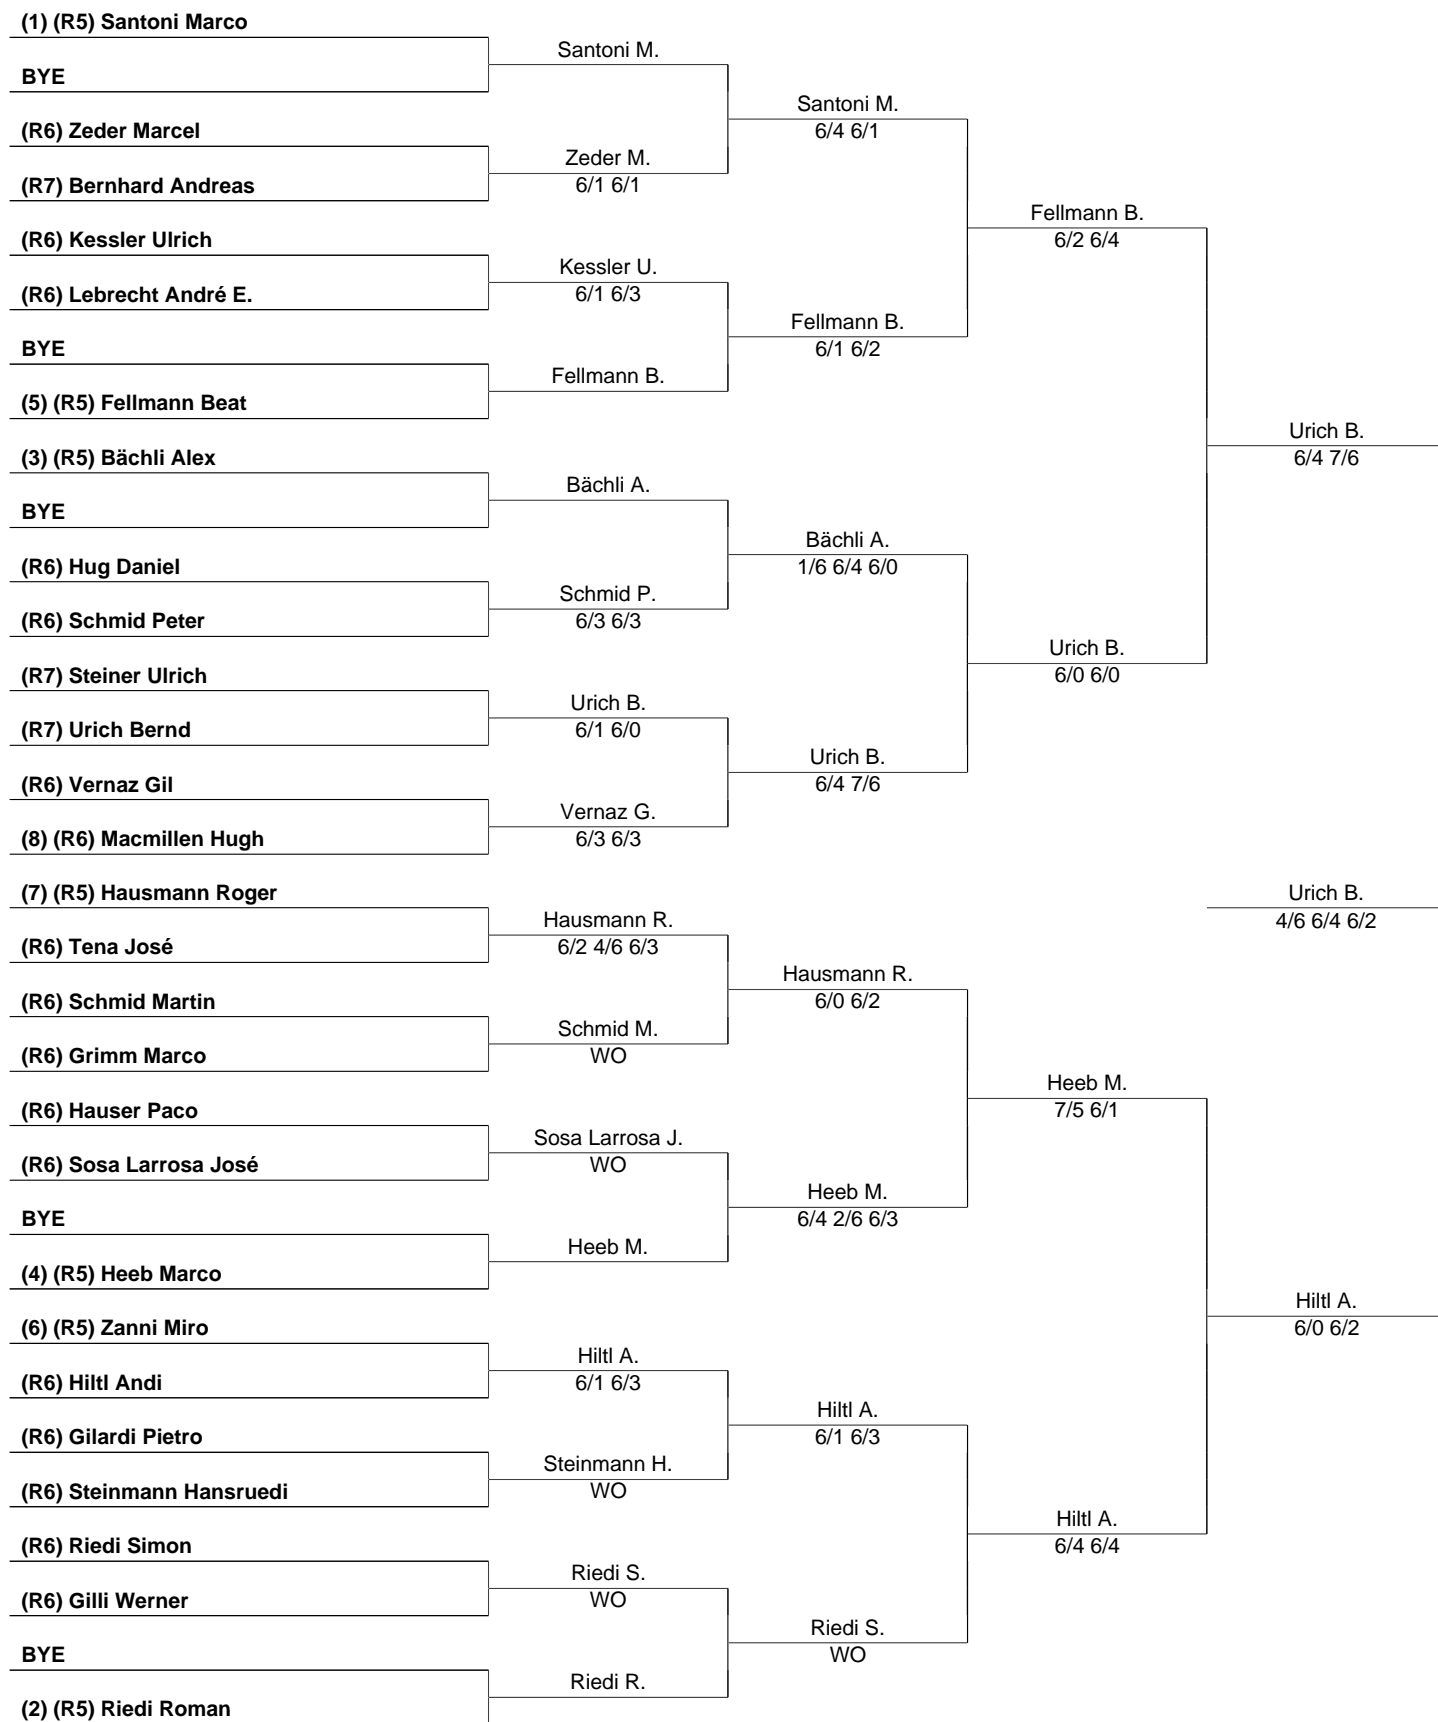 (1) (R5) Santoni Marco
Santoni M.
BYE
Santoni M.
6/4 6/1
(R6) Zeder Marcel
Zeder M.
6/1 6/1
(R7) Bernhard Andreas
Fellmann B.
6/2 6/4
(R6) Kessler Ulrich
Kessler U.
6/1 6/3
(R6) Lebrecht André E.
Fellmann B.
6/1 6/2
BYE
Fellmann B.
(5) (R5) Fellmann Beat
Urich B.
6/4 7/6
(3) (R5) Bächli Alex
Bächli A.
BYE
Bächli A.
1/6 6/4 6/0
(R6) Hug Daniel
Schmid P.
6/3 6/3
(R6) Schmid Peter
Urich B.
6/0 6/0
(R7) Steiner Ulrich
Urich B.
6/1 6/0
(R7) Urich Bernd
Urich B.
6/4 7/6
(R6) Vernaz Gil
Vernaz G.
6/3 6/3
(8) (R6) Macmillen Hugh
(7) (R5) Hausmann Roger
Urich B.
4/6 6/4 6/2
Hausmann R.
6/2 4/6 6/3
(R6) Tena José
Hausmann R.
6/0 6/2
(R6) Schmid Martin
Schmid M.
WO
(R6) Grimm Marco
Heeb M.
7/5 6/1
(R6) Hauser Paco
Sosa Larrosa J.
WO
(R6) Sosa Larrosa José
Heeb M.
6/4 2/6 6/3
BYE
Heeb M.
(4) (R5) Heeb Marco
Hiltl A.
6/0 6/2
(6) (R5) Zanni Miro
Hiltl A.
6/1 6/3
(R6) Hiltl Andi
Hiltl A.
6/1 6/3
(R6) Gilardi Pietro
Steinmann H.
WO
(R6) Steinmann Hansruedi
Hiltl A.
6/4 6/4
(R6) Riedi Simon
Riedi S.
WO
(R6) Gilli Werner
Riedi S.
WO
BYE
Riedi R.
(2) (R5) Riedi Roman